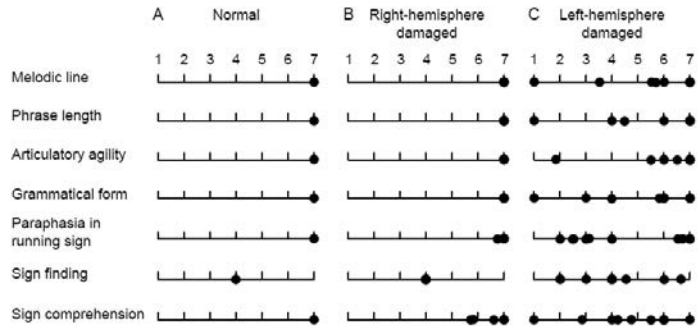 A Normal
B Right-hemisphere
damaged
C Left-hemisphere
damaged
1 2 3 4 5 6 7
1 2 3 4 5 6 7
1 2 3 4 5 6 7
Melodic line
Phrase length
Articulatory agility
Grammatical form
Paraphasia in
running sign
Sign finding
Sign comprehension